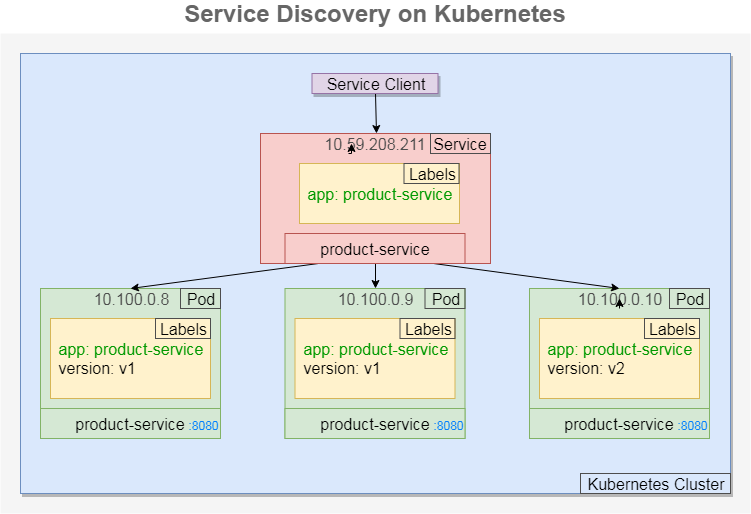 Service Discovery on Kubernetes
Service Client
10.59.208.211 Service
Labels
app: product-service
product-service
10.100.0.8 Pod
Labels
app: product-service
version: v1
product-service :8080
10.100.0.9 Pod
Labels
app: product-service
version: v1
product-service :8080
10.100.0.10 Pod
Labels
app: product-service
version: v2
product-service :8080
Kubernetes Cluster